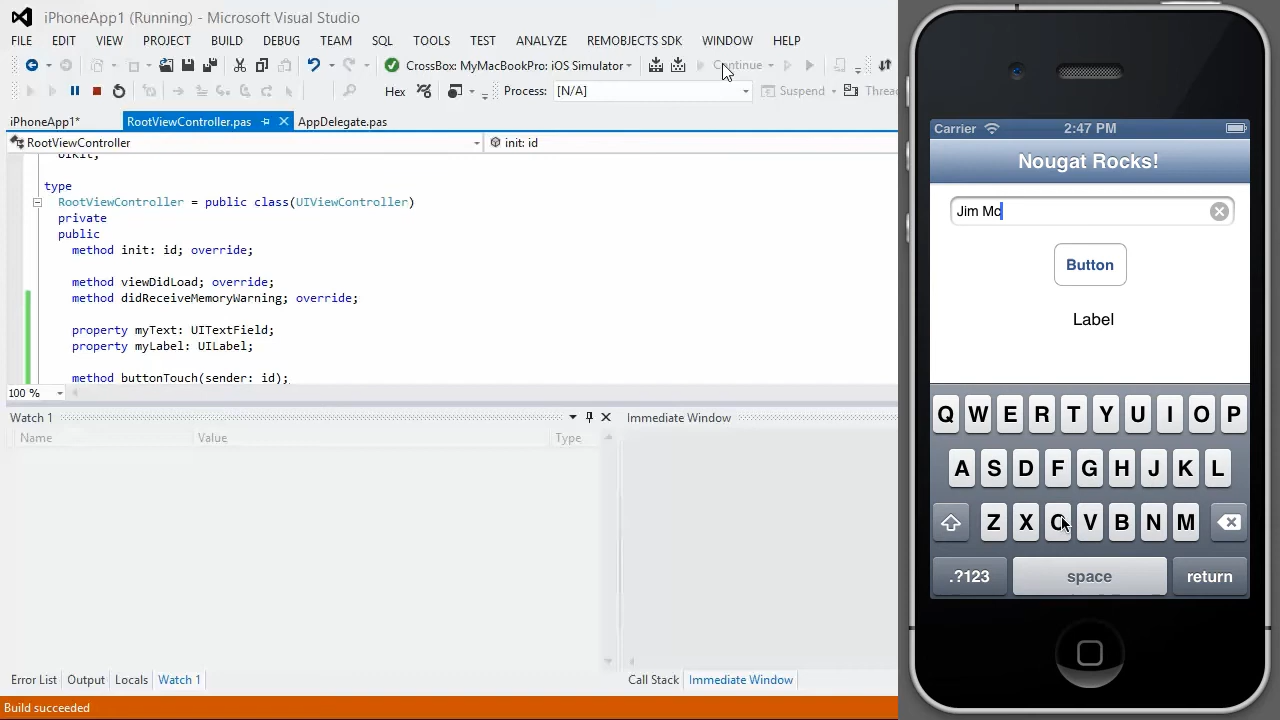 iPhoneApp1 (Running) - Microsoft Visual Studio
FILE EDIT VIEW PROJECT BUILD DEBUG TEAM SQL TOOLS TEST ANALYZE REMOBJECTS SDK WINDOW HELP
CrossBox: MyMacBookPro: iOS Simulator Continue
Hex Process: [N/A] Suspend Threa
iPhoneApp1* RootViewController.pas AppDelegate.pas
RootViewController init: id
UIKit;
type
RootViewController = public class(UIViewController)
private
public
method init: id; override;
method viewDidLoad; override;
method didReceiveMemoryWarning; override;
property myText: UITextField;
property myLabel: UILabel;
method buttonTouch(sender: id);
100 %
Watch 1 Immediate Window
Name Value Type
Error List Output Locals Watch 1 Call Stack Immediate Window
Build succeeded
Carrier 2:47 PM
Nougat Rocks!
Jim Mc
Button
Label
Q W E R T Y U I O P
A S D F G H J K L
Z X C V B N M
.?123 space return